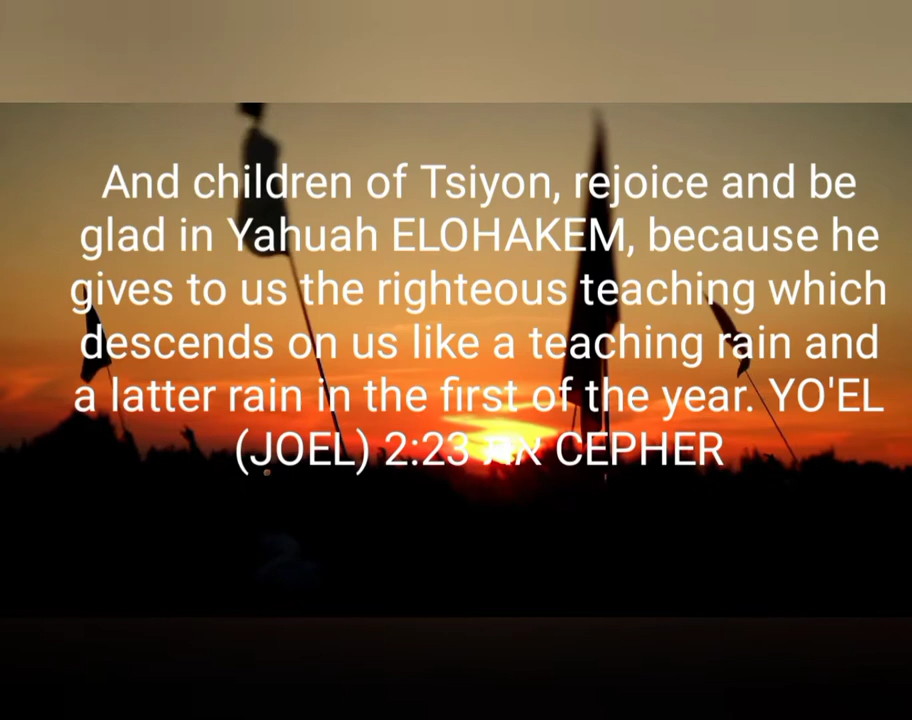 And children of Tsiyon, rejoice and be
glad in Yahuah ELOHAKEM, because he
gives to us the righteous teaching which
descends on us like a teaching rain and
a latter rain in the first of the year. YO'EL
(JOEL) 2:23 את CEPHER